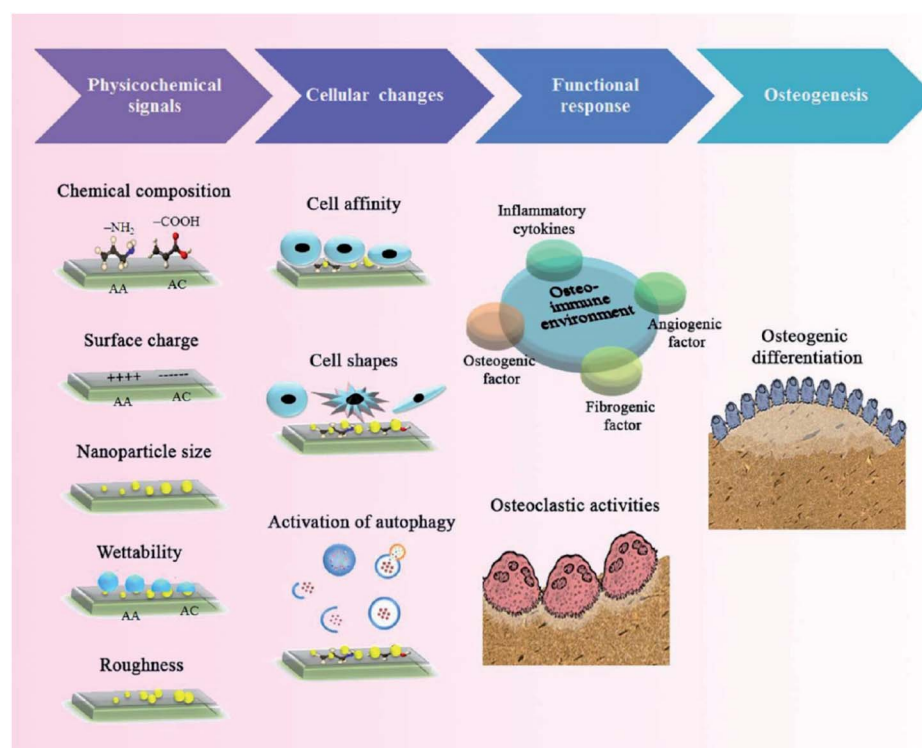 Physicochemical
signals
Cellular changes
Functional
response
Osteogenesis
Chemical composition
–NH₂
–COOH
AA
AC
Surface charge
++++
------
AA
AC
Nanoparticle size
Wettability
AA
AC
Roughness
Cell affinity
Cell shapes
Activation of autophagy
Inflammatory
cytokines
Osteo-
immune
environment
Angiogenic
factor
Osteogenic
factor
Fibrogenic
factor
Osteoclastic activities
Osteogenic
differentiation